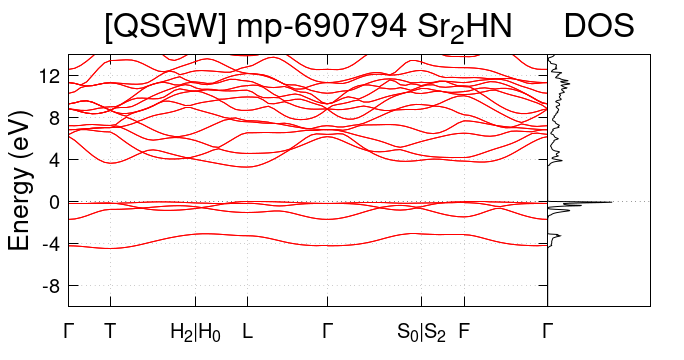 [QSGW] mp-690794 Sr₂HN DOS
Energy (eV)
12
8
4
0
-4
-8
Γ T H₂|H₀ L Γ S₀|S₂ F Γ